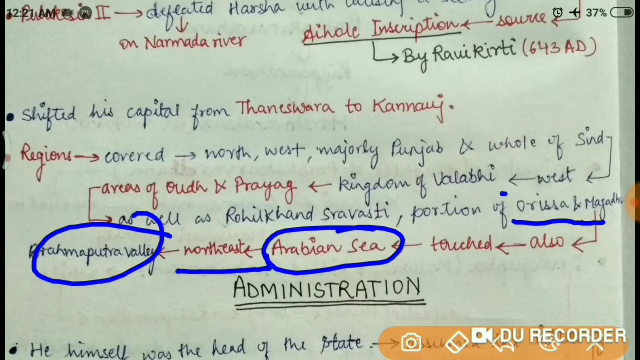 12:21 AM 37%
II → defeated Harsha with causing a
on Narmada river Aihole Inscription ← source
→ By Ravikirti (643 AD)
• Shifted his capital from Thaneswara to Kannauj.
• Regions → covered → north, west, majorly Punjab & whole of Sind
areas of Oudh & Prayag ← kingdom of Valabhi ← west
→ as well as Rohilkhand Sravasti, portion of Orissa & Magadha
Brahmaputra valley ← northeast ← Arabian Sea ← touched ← also
ADMINISTRATION
• He himself was the head of the state →
DU RECORDER